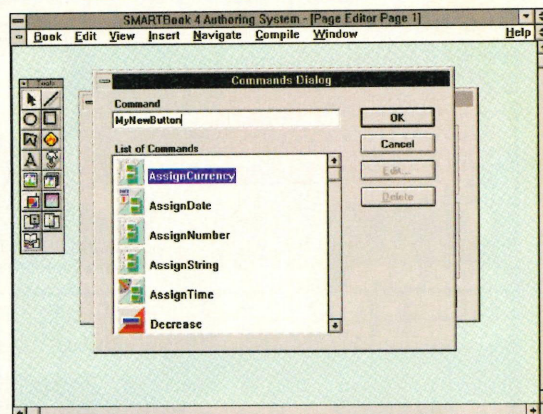 SMARTBook 4 Authoring System - [Page Editor Page 1]
Book Edit View Insert Navigate Compile Window Help
Tools
Commands Dialog
Command
MyNewButton
OK
List of Commands
Cancel
AssignCurrency
Edit...
AssignDate
Delete
AssignNumber
AssignString
AssignTime
Decrease